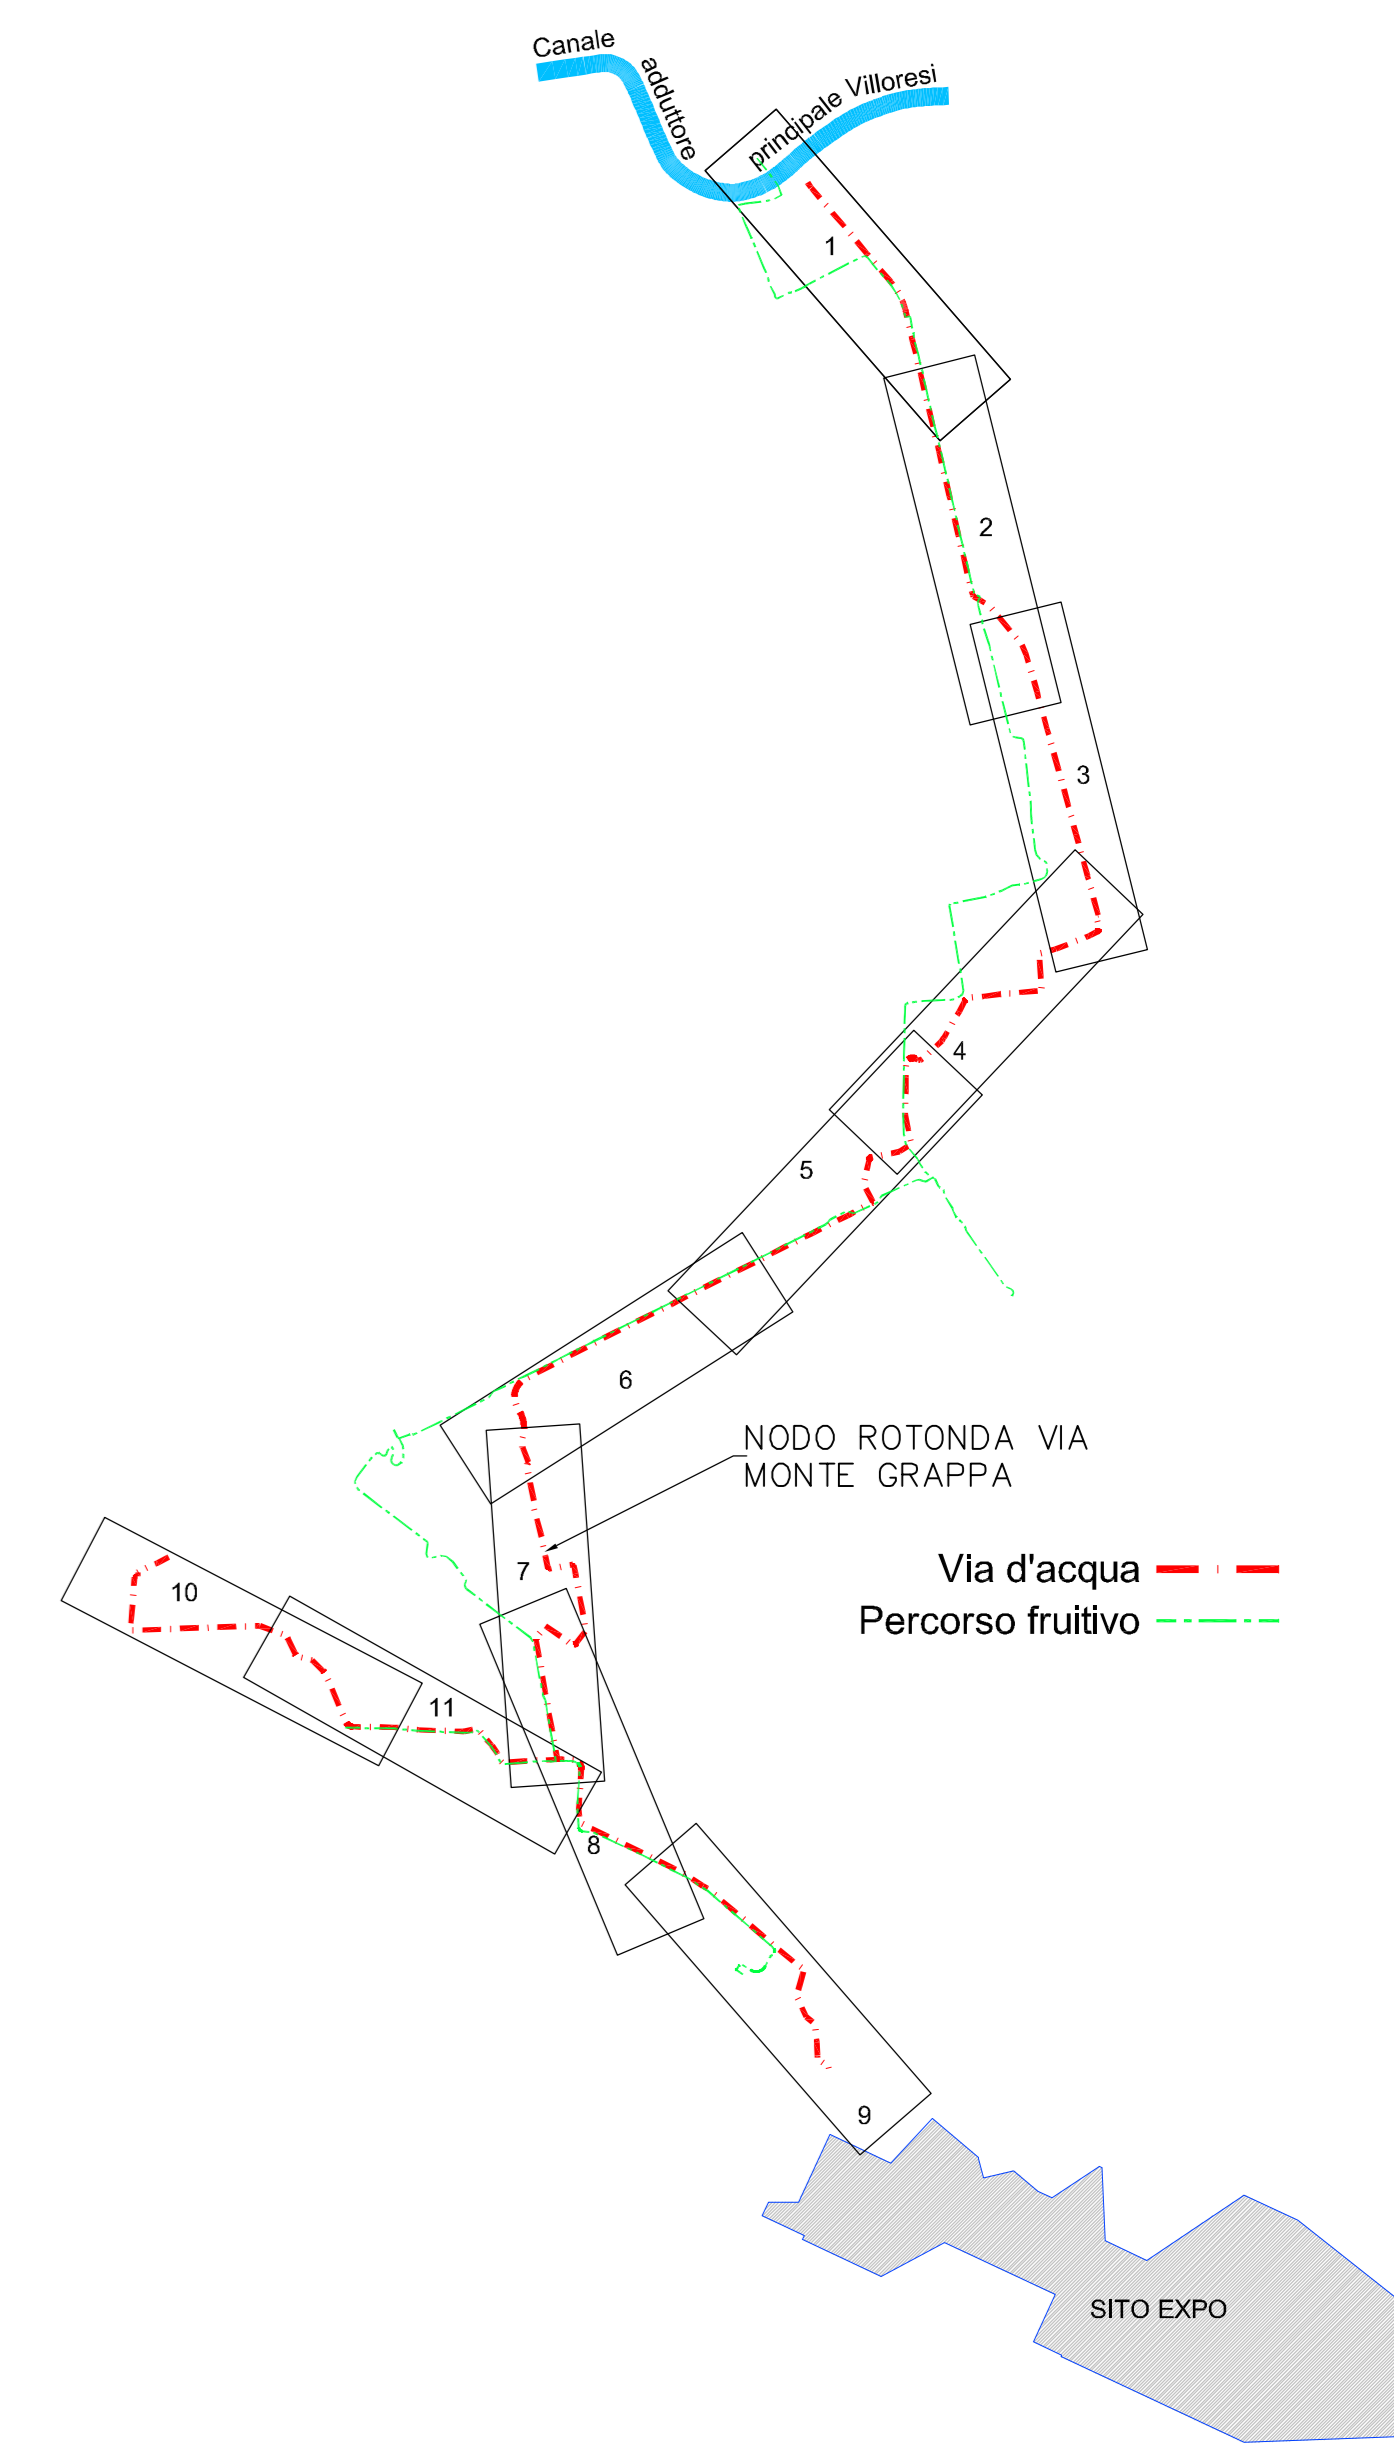 Canale
adduttore
principale Villoresi
1
2
3
4
5
6
NODO ROTONDA VIA
MONTE GRAPPA
7
Via d'acqua
10
Percorso fruitivo
11
8
9
SITO EXPO